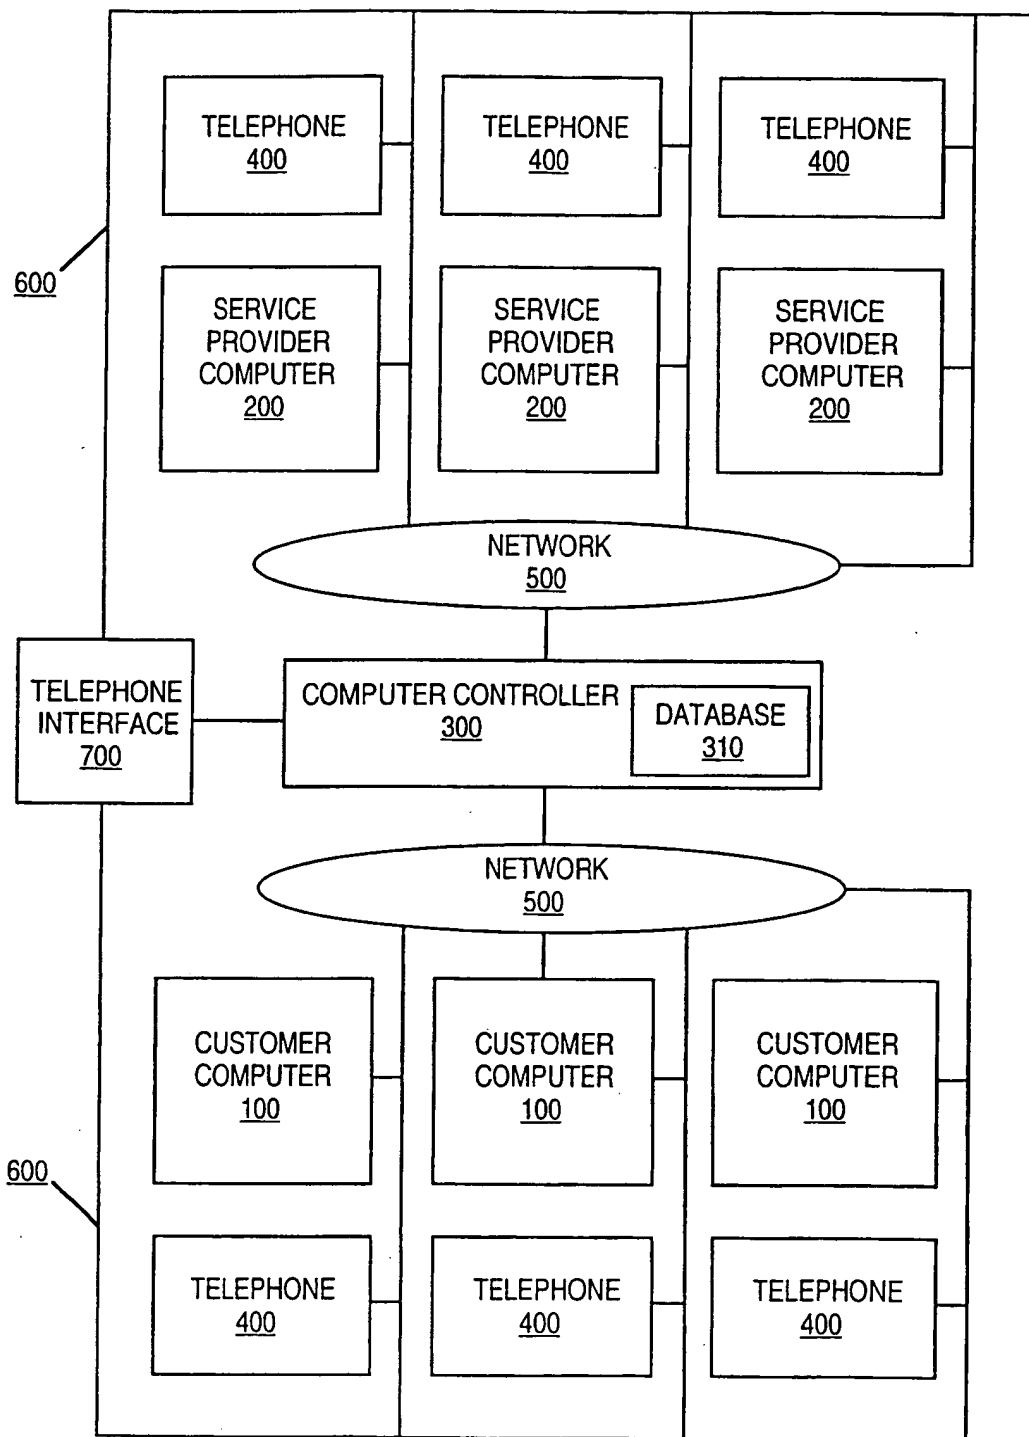 TELEPHONE
400
TELEPHONE
400
TELEPHONE
400
600
SERVICE
PROVIDER
COMPUTER
200
SERVICE
PROVIDER
COMPUTER
200
SERVICE
PROVIDER
COMPUTER
200
NETWORK
500
TELEPHONE
INTERFACE
700
COMPUTER CONTROLLER
300
DATABASE
310
NETWORK
500
CUSTOMER
COMPUTER
100
CUSTOMER
COMPUTER
100
CUSTOMER
COMPUTER
100
600
TELEPHONE
400
TELEPHONE
400
TELEPHONE
400